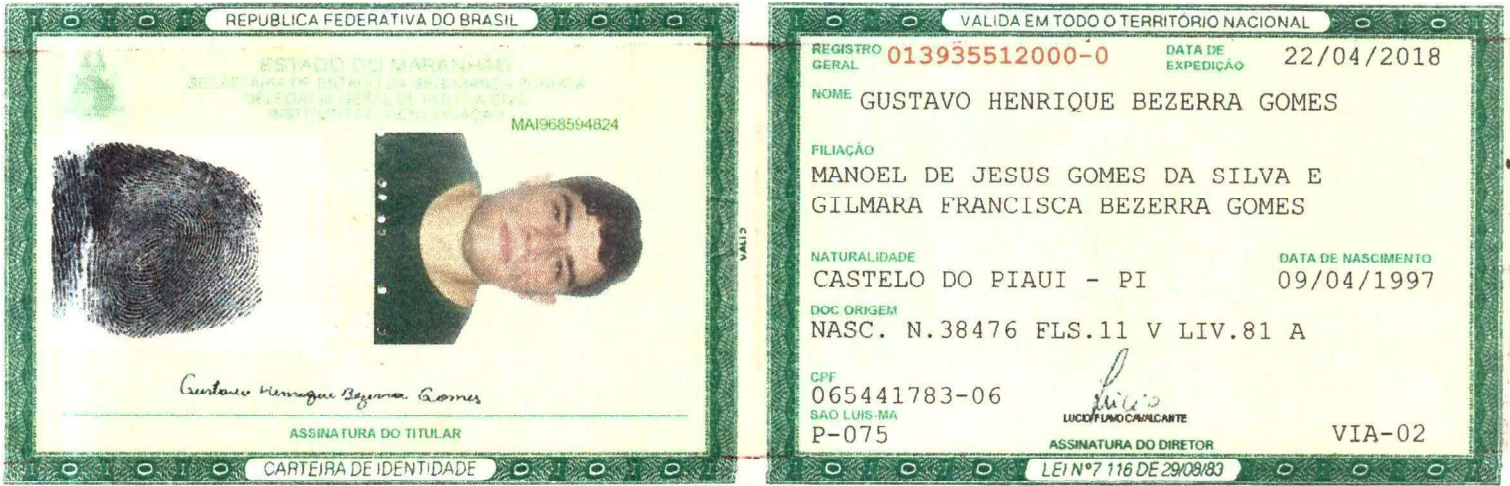 REPUBLICA FEDERATIVA DO BRASIL
ESTADO DO MARANHÃO
MAI968594824
Gustavo Henrique Bezerra Gomes
ASSINATURA DO TITULAR
CARTEIRA DE IDENTIDADE
VALIDA EM TODO O TERRITÓRIO NACIONAL
REGISTRO GERAL 013935512000-0 DATA DE EXPEDIÇÃO 22/04/2018
NOME GUSTAVO HENRIQUE BEZERRA GOMES
FILIAÇÃO
MANOEL DE JESUS GOMES DA SILVA E
GILMARA FRANCISCA BEZERRA GOMES
NATURALIDADE DATA DE NASCIMENTO
CASTELO DO PIAUI - PI 09/04/1997
DOC ORIGEM
NASC. N.38476 FLS.11 V LIV.81 A
CPF
065441783-06
SAO LUIS-MA
P-075 VIA-02
ASSINATURA DO DIRETOR
LEI Nº 7 116 DE 29/08/83